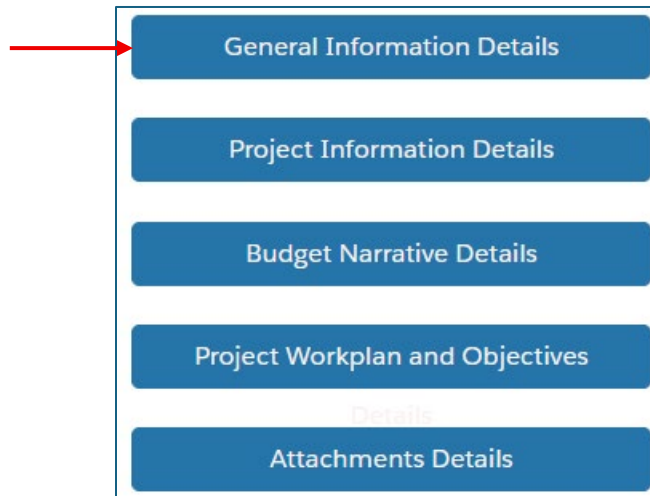 General Information Details
Project Information Details
Budget Narrative Details
Project Workplan and Objectives
Details
Attachments Details